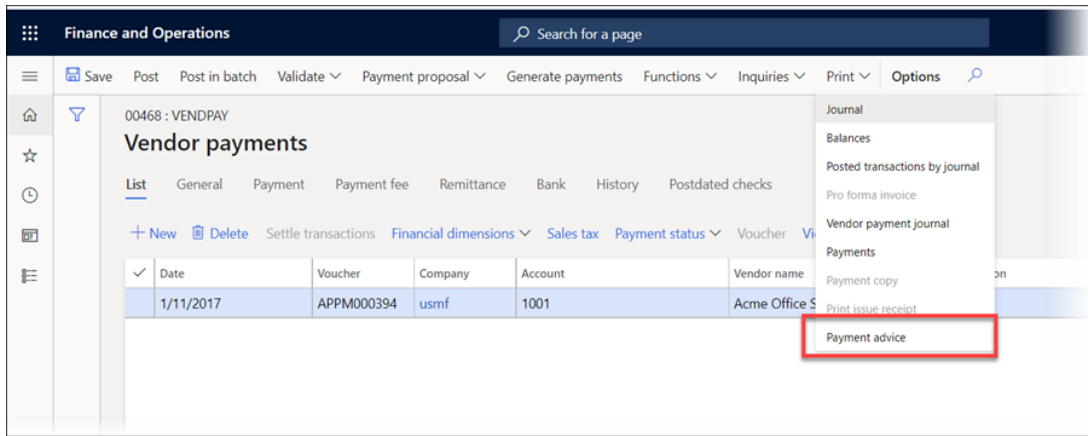 Finance and Operations Search for a page
Save Post Post in batch Validate Payment proposal Generate payments Functions Inquiries Print Options
00468 : VENDPAY
Vendor payments
List General Payment Payment fee Remittance Bank History Postdated checks
New Delete Settle transactions Financial dimensions Sales tax Payment status Voucher
Date Voucher Company Account Vendor name
1/11/2017 APPM000394 usmf 1001 Acme Office
Journal
Balances
Posted transactions by journal
Pro forma invoice
Vendor payment journal
Payments
Payment copy
Print issue receipt
Payment advice